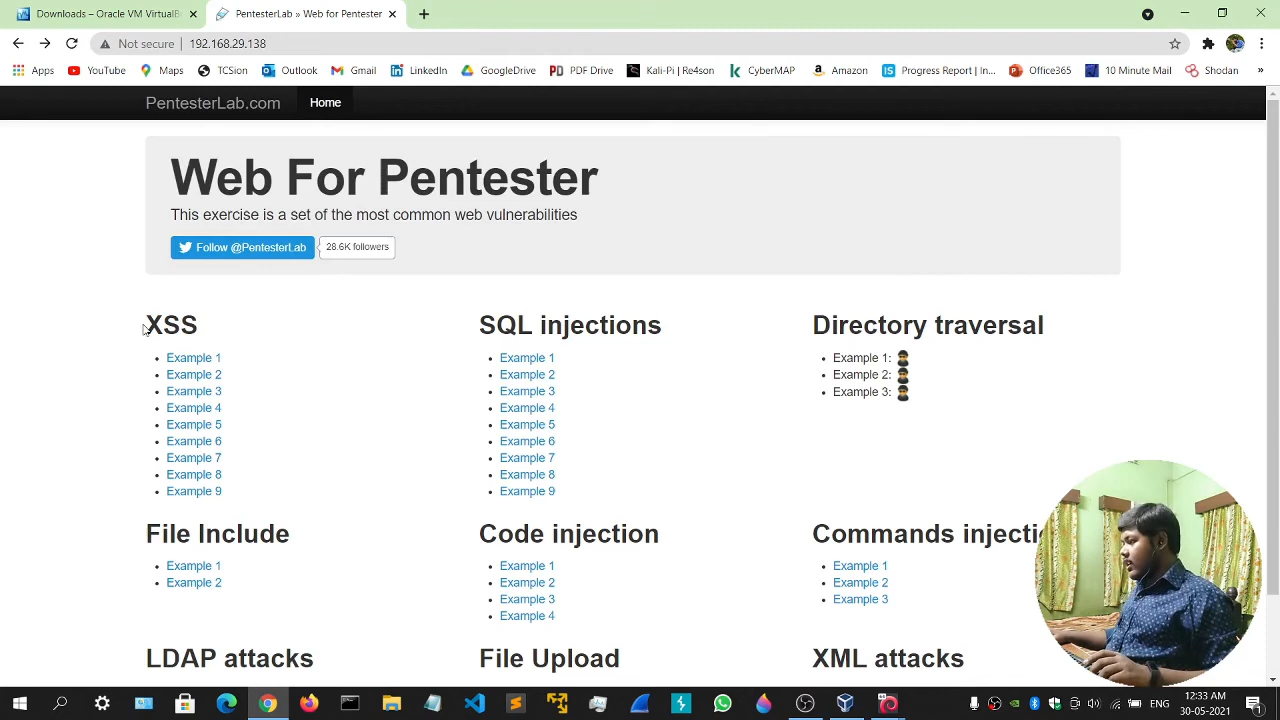 Downloads – Oracle VM VirtualB
PentesterLab » Web for Pentester
Not secure
192.168.29.138
Apps
YouTube
Maps
TCSion
Outlook
Gmail
LinkedIn
GoogleDrive
PDF Drive
Kali-Pi | Re4son
CyberMAP
Amazon
Progress Report | In...
Office365
10 Minute Mail
Shodan
»
PentesterLab.com
Home
Web For Pentester
This exercise is a set of the most common web vulnerabilities
Follow @PentesterLab
28.6K followers
XSS
Example 1
Example 2
Example 3
Example 4
Example 5
Example 6
Example 7
Example 8
Example 9
SQL injections
Example 1
Example 2
Example 3
Example 4
Example 5
Example 6
Example 7
Example 8
Example 9
Directory traversal
Example 1:
Example 2:
Example 3:
File Include
Example 1
Example 2
Code injection
Example 1
Example 2
Example 3
Example 4
Commands injecti
Example 1
Example 2
Example 3
LDAP attacks
File Upload
XML attacks
ENG
12:33 AM
30-05-2021